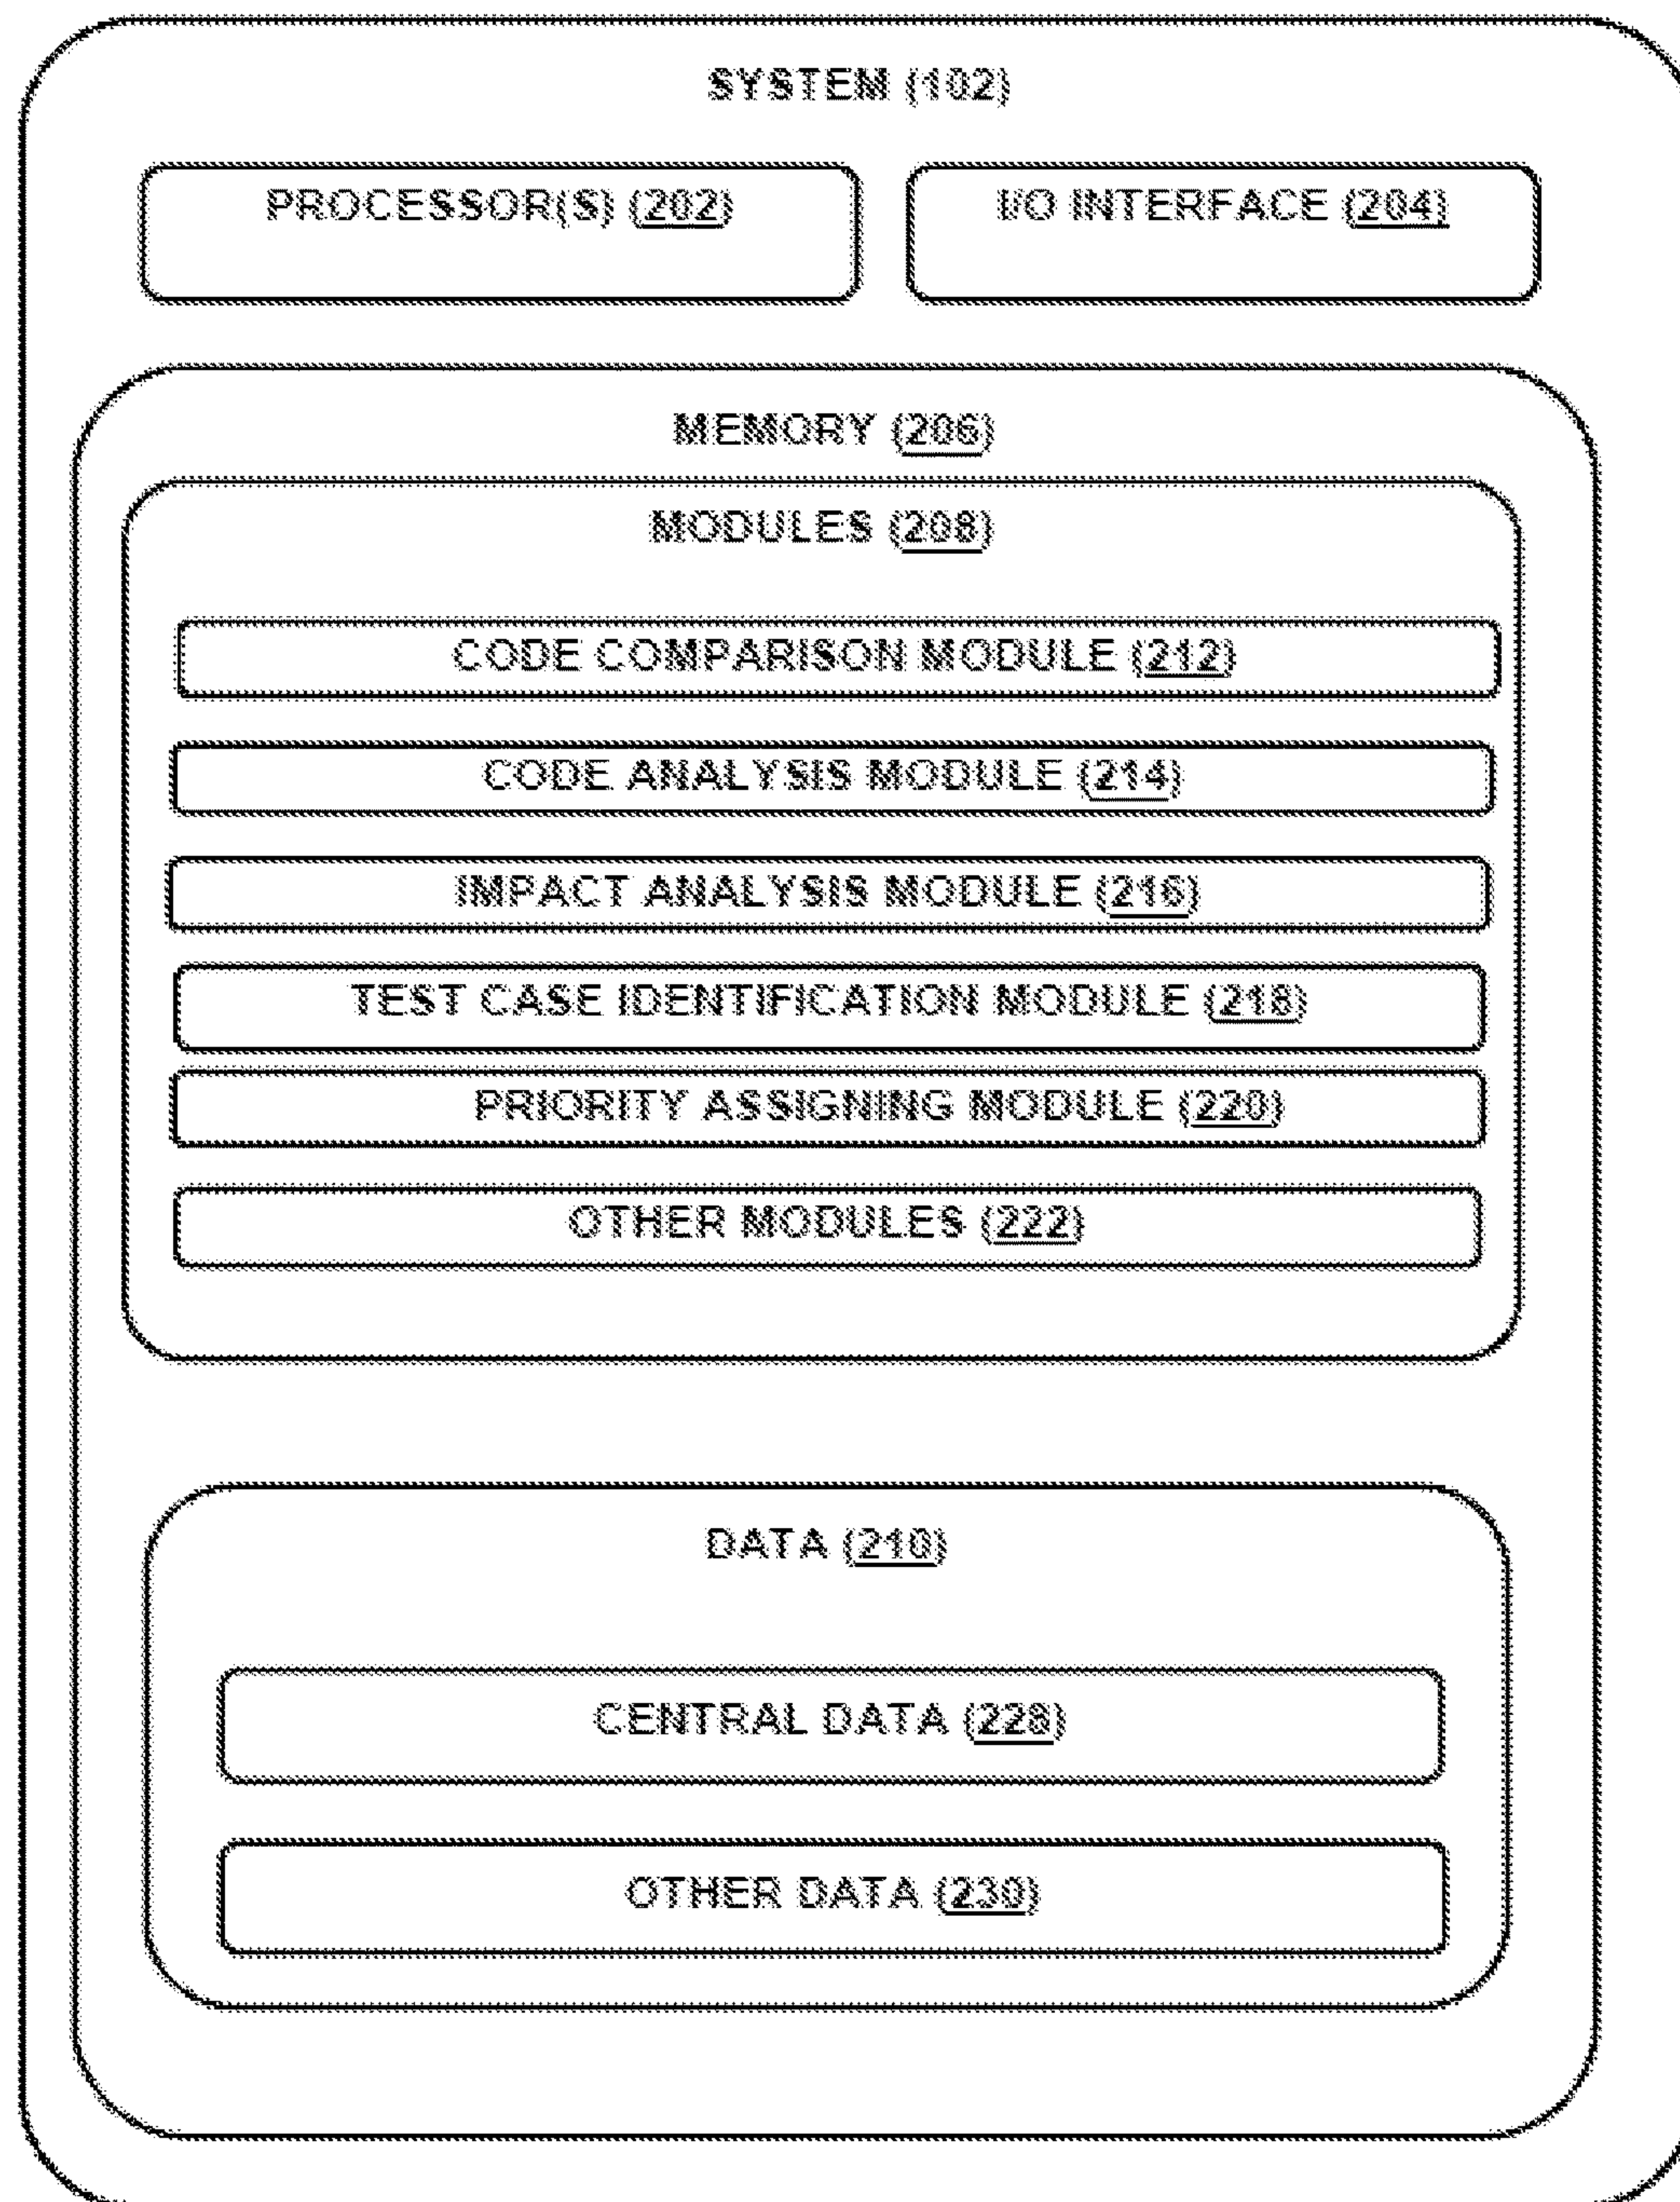 SYSTEM (102)
PROCESSOR(S) (202)
I/O INTERFACE (204)
MEMORY (206)
MODULES (208)
CODE COMPARISON MODULE (212)
CODE ANALYSIS MODULE (214)
IMPACT ANALYSIS MODULE (216)
TEST CASE IDENTIFICATION MODULE (218)
PRIORITY ASSIGNING MODULE (220)
OTHER MODULES (222)
DATA (210)
CENTRAL DATA (228)
OTHER DATA (230)